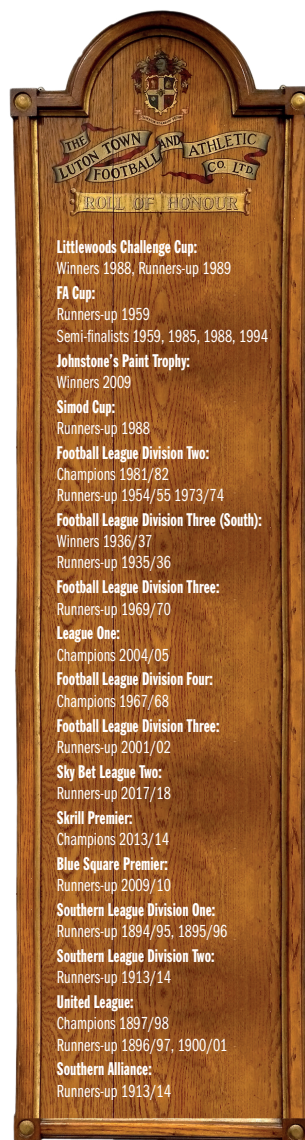 THE
LUTON TOWN
FOOTBALL
AND
ATHLETIC
CO. LTD
ROLL OF HONOUR
Littlewoods Challenge Cup:
Winners 1988, Runners-up 1989
FA Cup:
Runners-up 1959
Semi-finalists 1959, 1985, 1988, 1994
Johnstone's Paint Trophy:
Winners 2009
Simod Cup:
Runners-up 1988
Football League Division Two:
Champions 1981/82
Runners-up 1954/55 1973/74
Football League Division Three (South):
Winners 1936/37
Runners-up 1935/36
Football League Division Three:
Runners-up 1969/70
League One:
Champions 2004/05
Football League Division Four:
Champions 1967/68
Football League Division Three:
Runners-up 2001/02
Sky Bet League Two:
Runners-up 2017/18
Skrill Premier:
Champions 2013/14
Blue Square Premier:
Runners-up 2009/10
Southern League Division One:
Runners-up 1894/95, 1895/96
Southern League Division Two:
Runners-up 1913/14
United League:
Champions 1897/98
Runners-up 1896/97, 1900/01
Southern Alliance:
Runners-up 1913/14